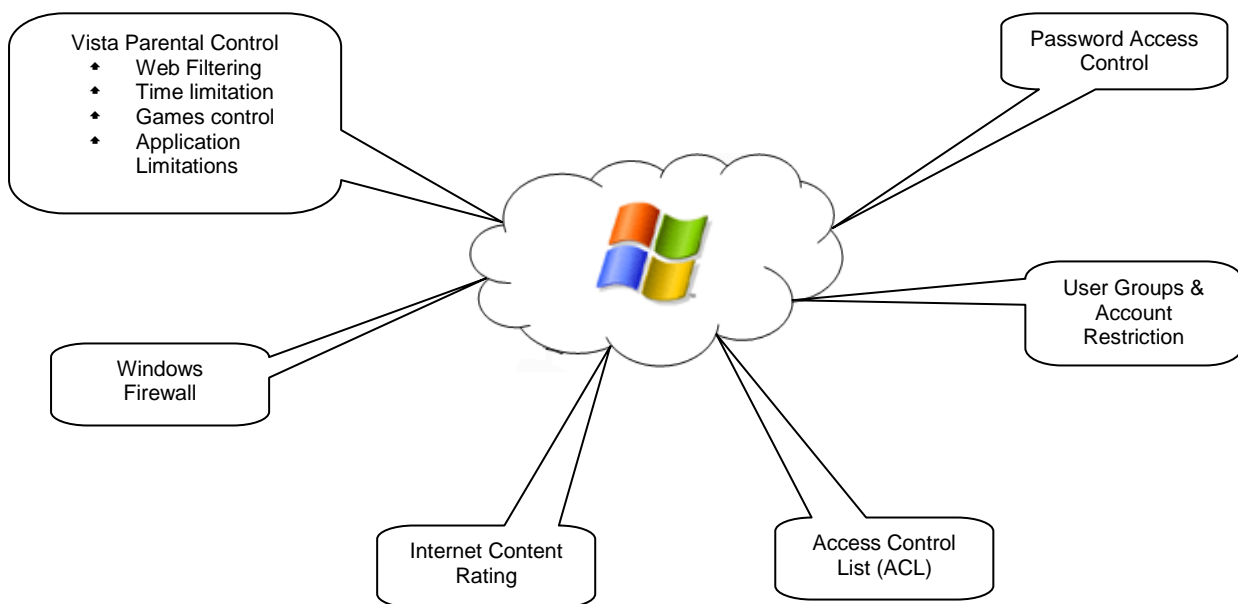 Vista Parental Control
Web Filtering
Time limitation
Games control
Application
Limitations
Password Access
Control
User Groups &
Account
Restriction
Windows
Firewall
Internet Content
Rating
Access Control
List (ACL)